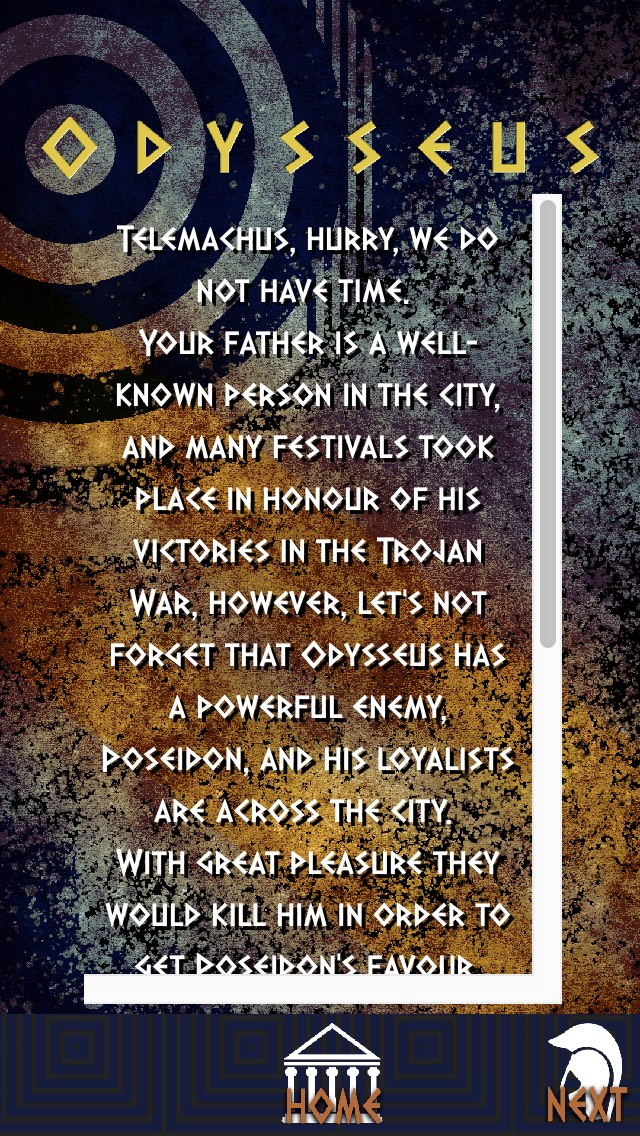 ODYSSEUS
TELEMACHUS, HURRY, WE DO
NOT HAVE TIME.
YOUR FATHER IS A WELL-
KNOWN PERSON IN THE CITY,
AND MANY FESTIVALS TOOK
PLACE IN HONOUR OF HIS
VICTORIES IN THE TROJAN
WAR, HOWEVER, LET'S NOT
FORGET THAT ODYSSEUS HAS
A POWERFUL ENEMY,
POSEIDON, AND HIS LOYALISTS
ARE ACROSS THE CITY.
WITH GREAT PLEASURE THEY
WOULD KILL HIM IN ORDER TO
GET POSEIDON'S FAVOUR
HOME
NEXT